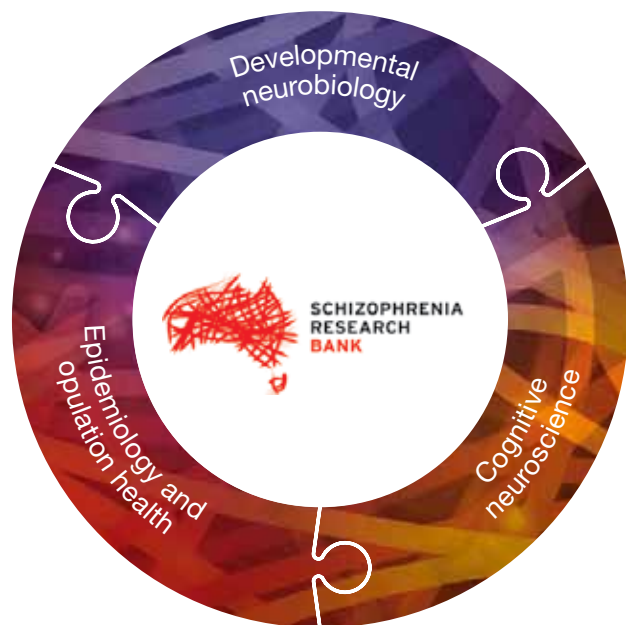 Developmental
neurobiology
SCHIZOPHRENIA
RESEARCH
BANK
Cognitive
neuroscience
Epidemiology and
opulation health